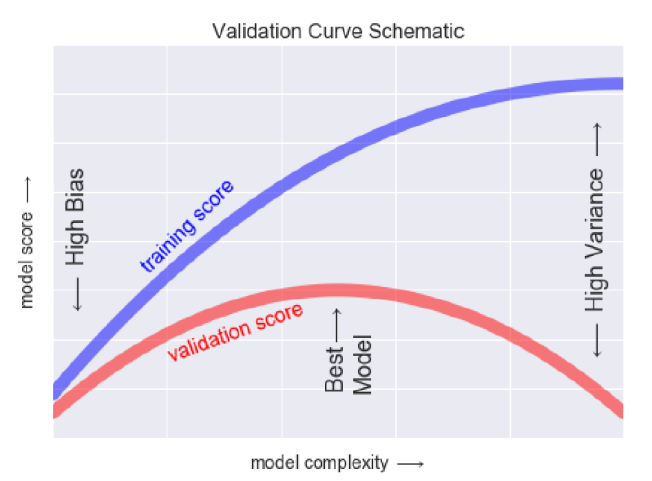 Validation Curve Schematic
model score ⟶
⟵ High Bias
training score
validation score
Best ⟶
Model
⟵ High Variance ⟶
model complexity ⟶